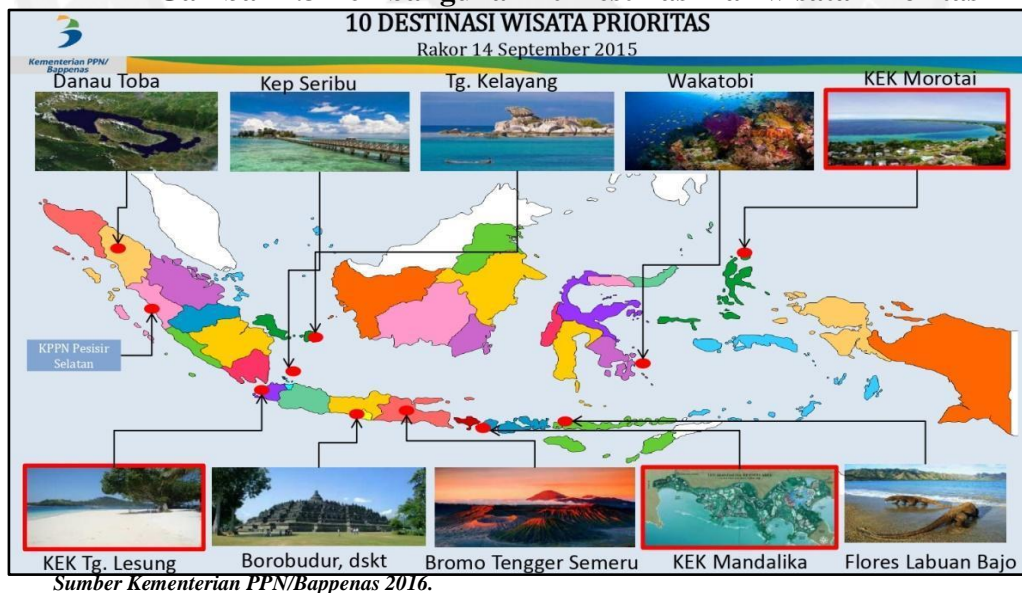 10 DESTINASI WISATA PRIORITAS
Rakor 14 September 2015
Kementerian PPN/
Bappenas
Danau Toba
Kep Seribu
Tg. Kelayang
Wakatobi
KEK Morotai
KPPN Pesisir
Selatan
KEK Tg. Lesung
Borobudur, dskt
Bromo Tengger Semeru
KEK Mandalika
Flores Labuan Bajo
Sumber Kementerian PPN/Bappenas 2016.